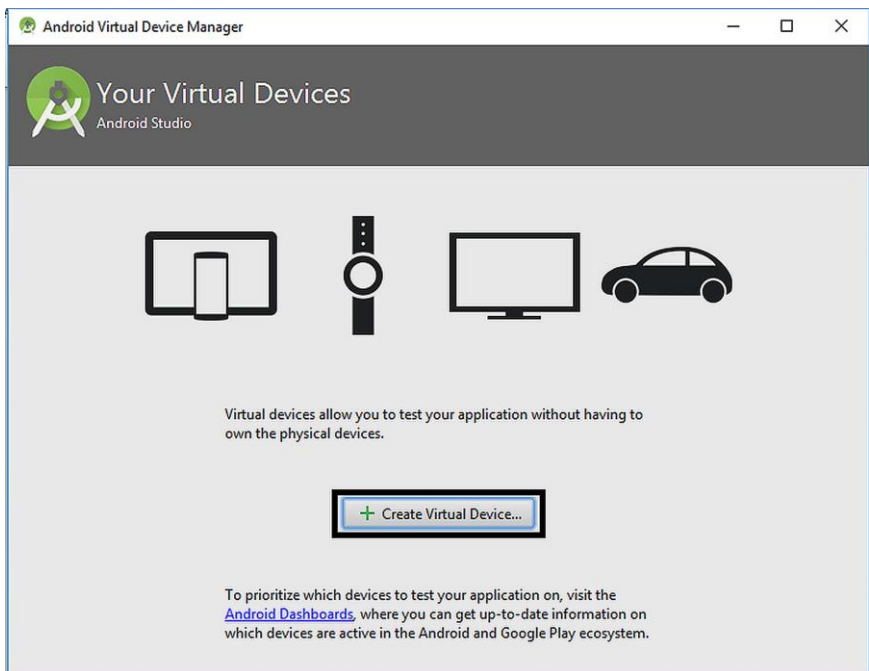 Android Virtual Device Manager
Your Virtual Devices
Android Studio
Virtual devices allow you to test your application without having to
own the physical devices.
+ Create Virtual Device...
To prioritize which devices to test your application on, visit the
Android Dashboards, where you can get up-to-date information on
which devices are active in the Android and Google Play ecosystem.